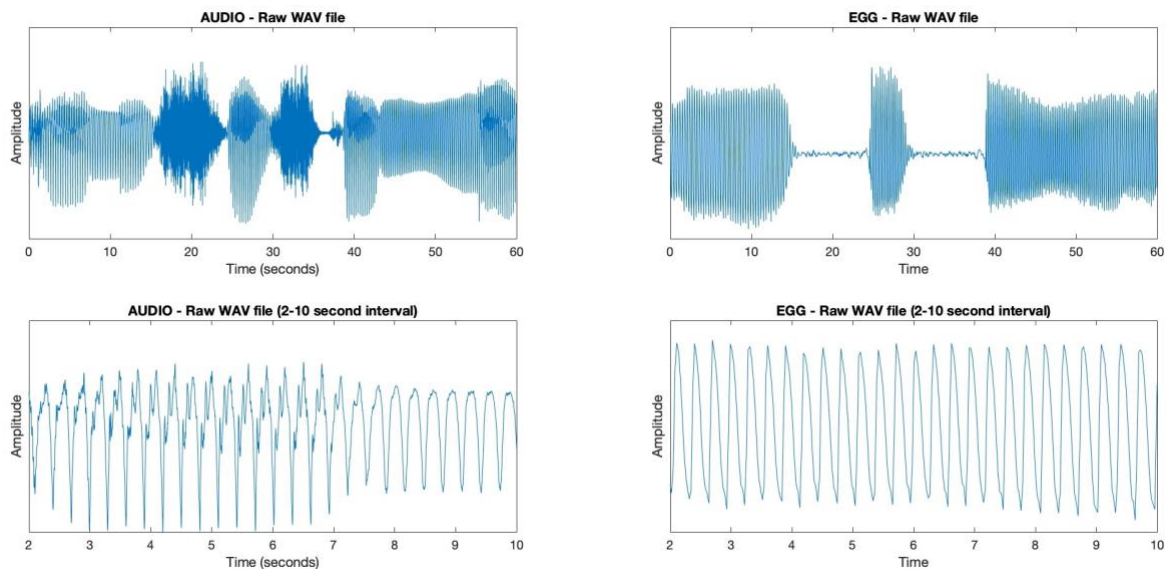 AUDIO - Raw WAV file
Amplitude
0 10 20 30 40 50 60
Time (seconds)
EGG - Raw WAV file
Amplitude
0 10 20 30 40 50 60
Time
AUDIO - Raw WAV file (2-10 second interval)
Amplitude
2 3 4 5 6 7 8 9 10
Time (seconds)
EGG - Raw WAV file (2-10 second interval)
Amplitude
2 3 4 5 6 7 8 9 10
Time